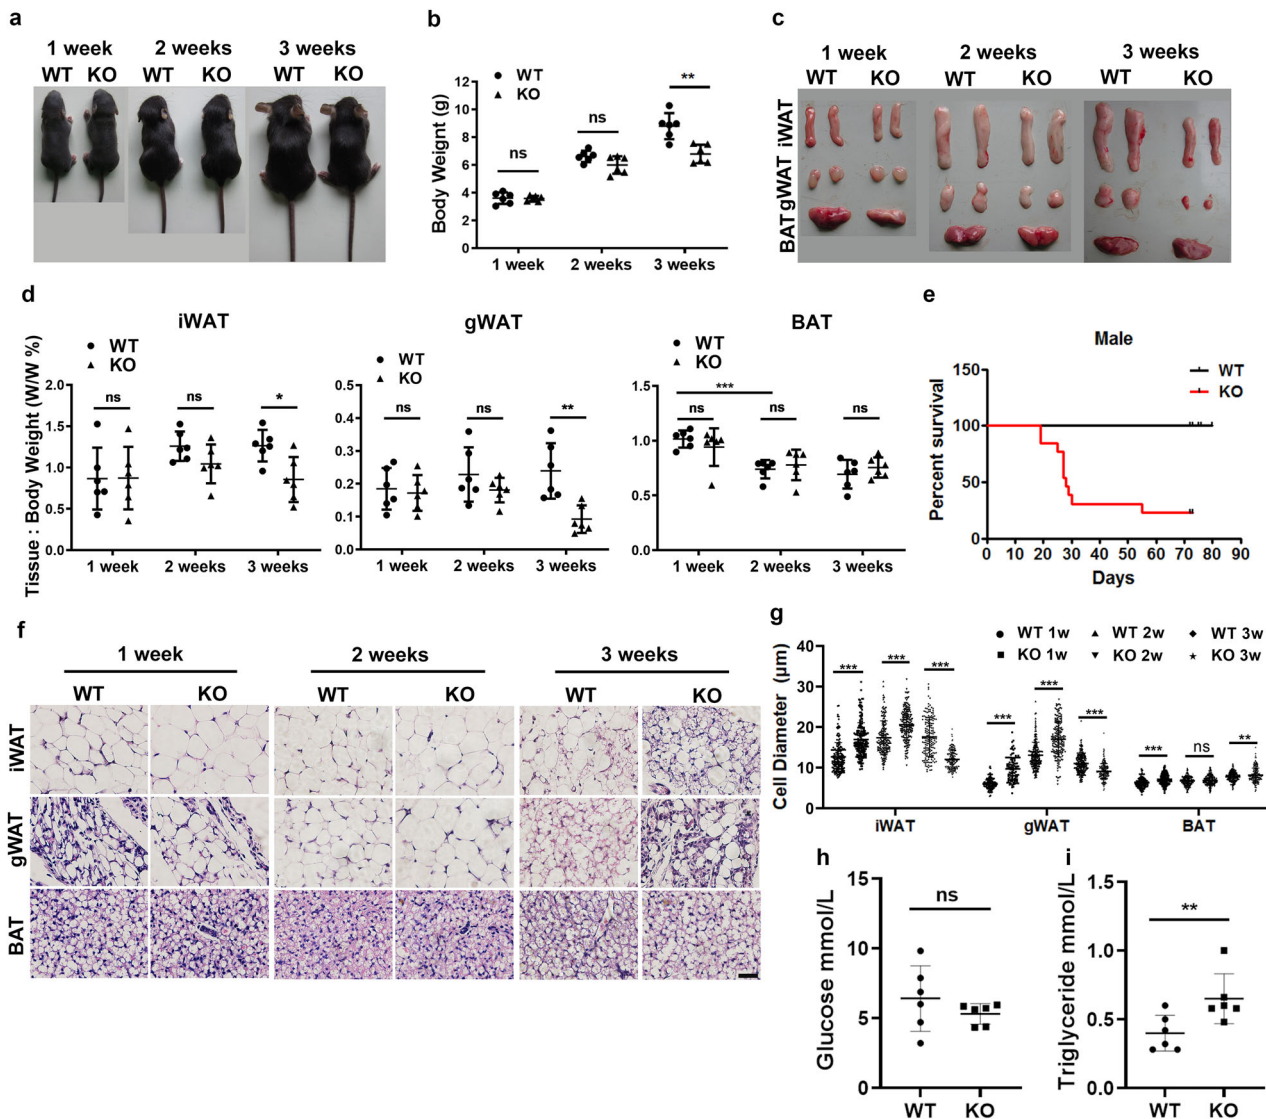 a
1 week 2 weeks 3 weeks
WT KO WT KO WT KO
b
WT
KO
Body Weignt (g)
12
10
8
6
4
2
0
ns
ns
**
1 week 2 weeks 3 weeks
c
1 week 2 weeks 3 weeks
WT KO WT KO WT KO
iWAT
gWAT
BAT
d
Tissue : Body Weight (W/W %)
iWAT
WT
KO
2.0
1.5
1.0
0.5
0.0
ns
ns
*
1 week 2 weeks 3 weeks
gWAT
WT
KO
0.5
0.4
0.3
0.2
0.1
0.0
ns
ns
**
1 week 2 weeks 3 weeks
BAT
WT
KO
1.5
1.0
0.5
0.0
***
ns
ns
ns
1 week 2 weeks 3 weeks
e
Male
WT
KO
Percent survival
150
100
50
0
0 10 20 30 40 50 60 70 80 90
Days
f
1 week 2 weeks 3 weeks
WT KO WT KO WT KO
iWAT
gWAT
BAT
g
WT 1w WT 2w WT 3w
KO 1w KO 2w KO 3w
Cell Diameter (μm)
40
30
20
10
0
*** *** ***
*** *** ***
*** ns **
iWAT gWAT BAT
h
Glucose mmol/L
15
10
5
0
ns
WT KO
i
Triglyceride mmol/L
1.5
1.0
0.5
0.0
**
WT KO